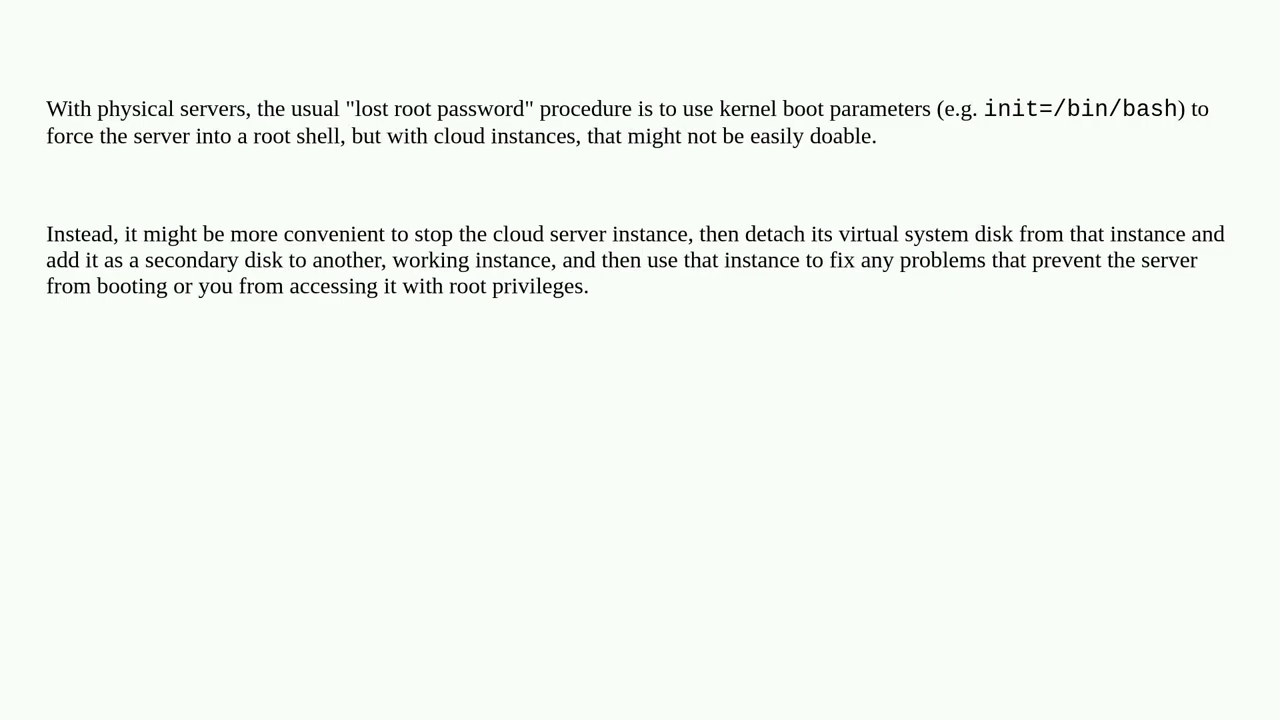 With physical servers, the usual "lost root password" procedure is to use kernel boot parameters (e.g. init=/bin/bash) to
force the server into a root shell, but with cloud instances, that might not be easily doable.
Instead, it might be more convenient to stop the cloud server instance, then detach its virtual system disk from that instance and
add it as a secondary disk to another, working instance, and then use that instance to fix any problems that prevent the server
from booting or you from accessing it with root privileges.